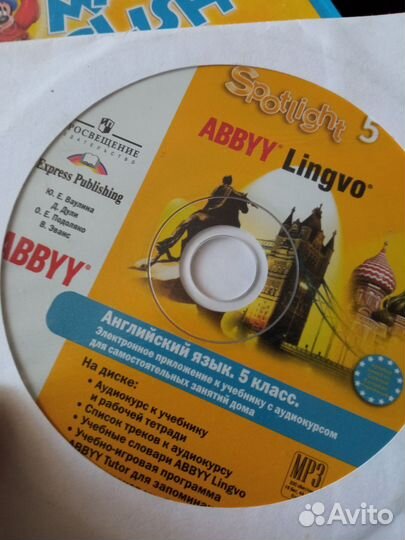 Spotlight 5
ABBYY® Lingvo®
ПРОСВЕЩЕНИЕ
ИЗДАТЕЛЬСТВО
Express Publishing
Ю. Е. Ваулина
Д. Дули
О. Е. Подоляко
В. Эванс
ABBYY®
Английский язык. 5 класс.
Электронное приложение к учебнику с аудиокурсом
для самостоятельных занятий дома
На диске:
• Аудиокурс к учебнику
и рабочей тетради
• Список треков к аудиокурсу
• Учебные словари ABBYY Lingvo
• Учебно-игровая программа
ABBYY Tutor для запоминан
MP3
Avito